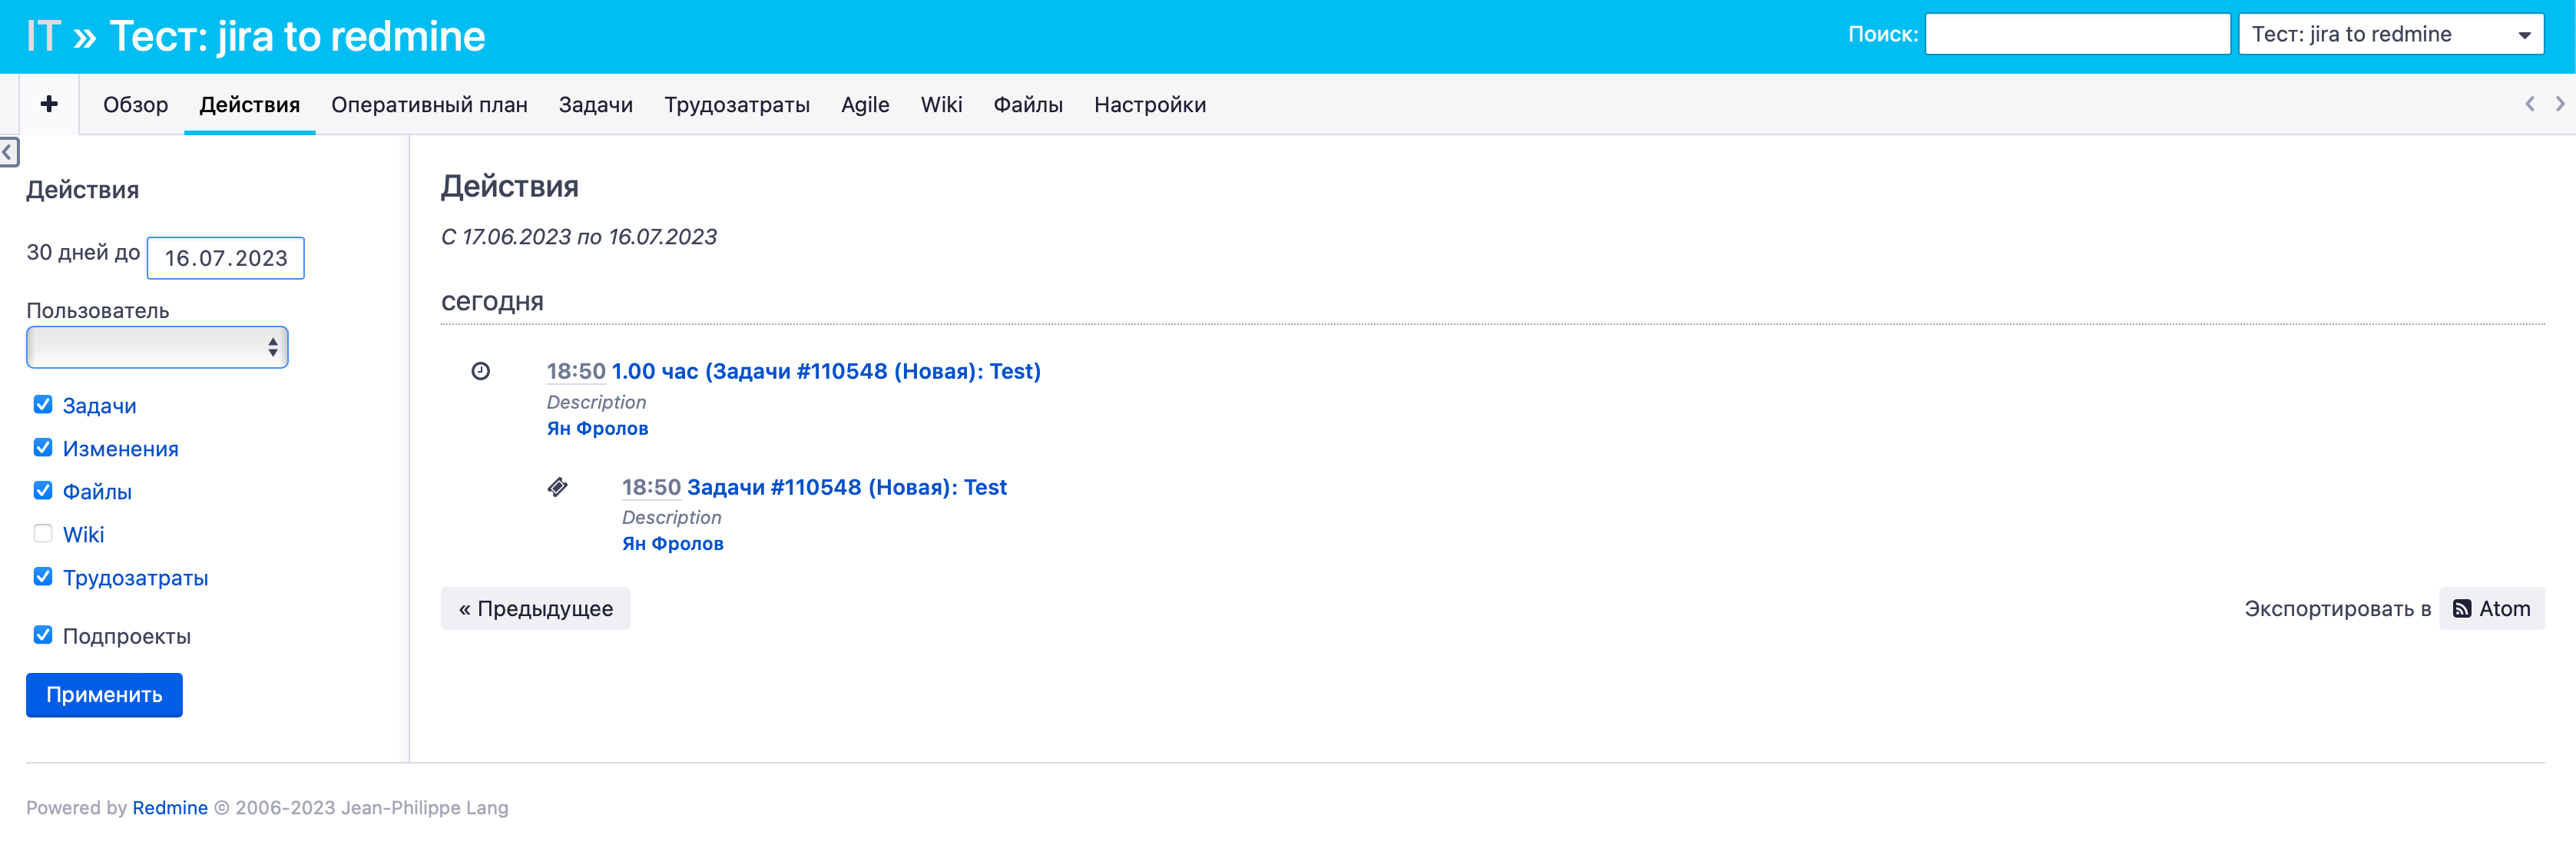 IT » Тест: jira to redmine
Поиск:
Тест: jira to redmine
+ Обзор Действия Оперативный план Задачи Трудозатраты Agile Wiki Файлы Настройки
Действия
30 дней до 16.07.2023
Пользователь
Задачи
Изменения
Файлы
Wiki
Трудозатраты
Подпроекты
Применить
Действия
С 17.06.2023 по 16.07.2023
сегодня
18:50 1.00 час (Задачи #110548 (Новая): Test)
Description
Ян Фролов
18:50 Задачи #110548 (Новая): Test
Description
Ян Фролов
« Предыдущее
Экспортировать в Atom
Powered by Redmine © 2006-2023 Jean-Philippe Lang